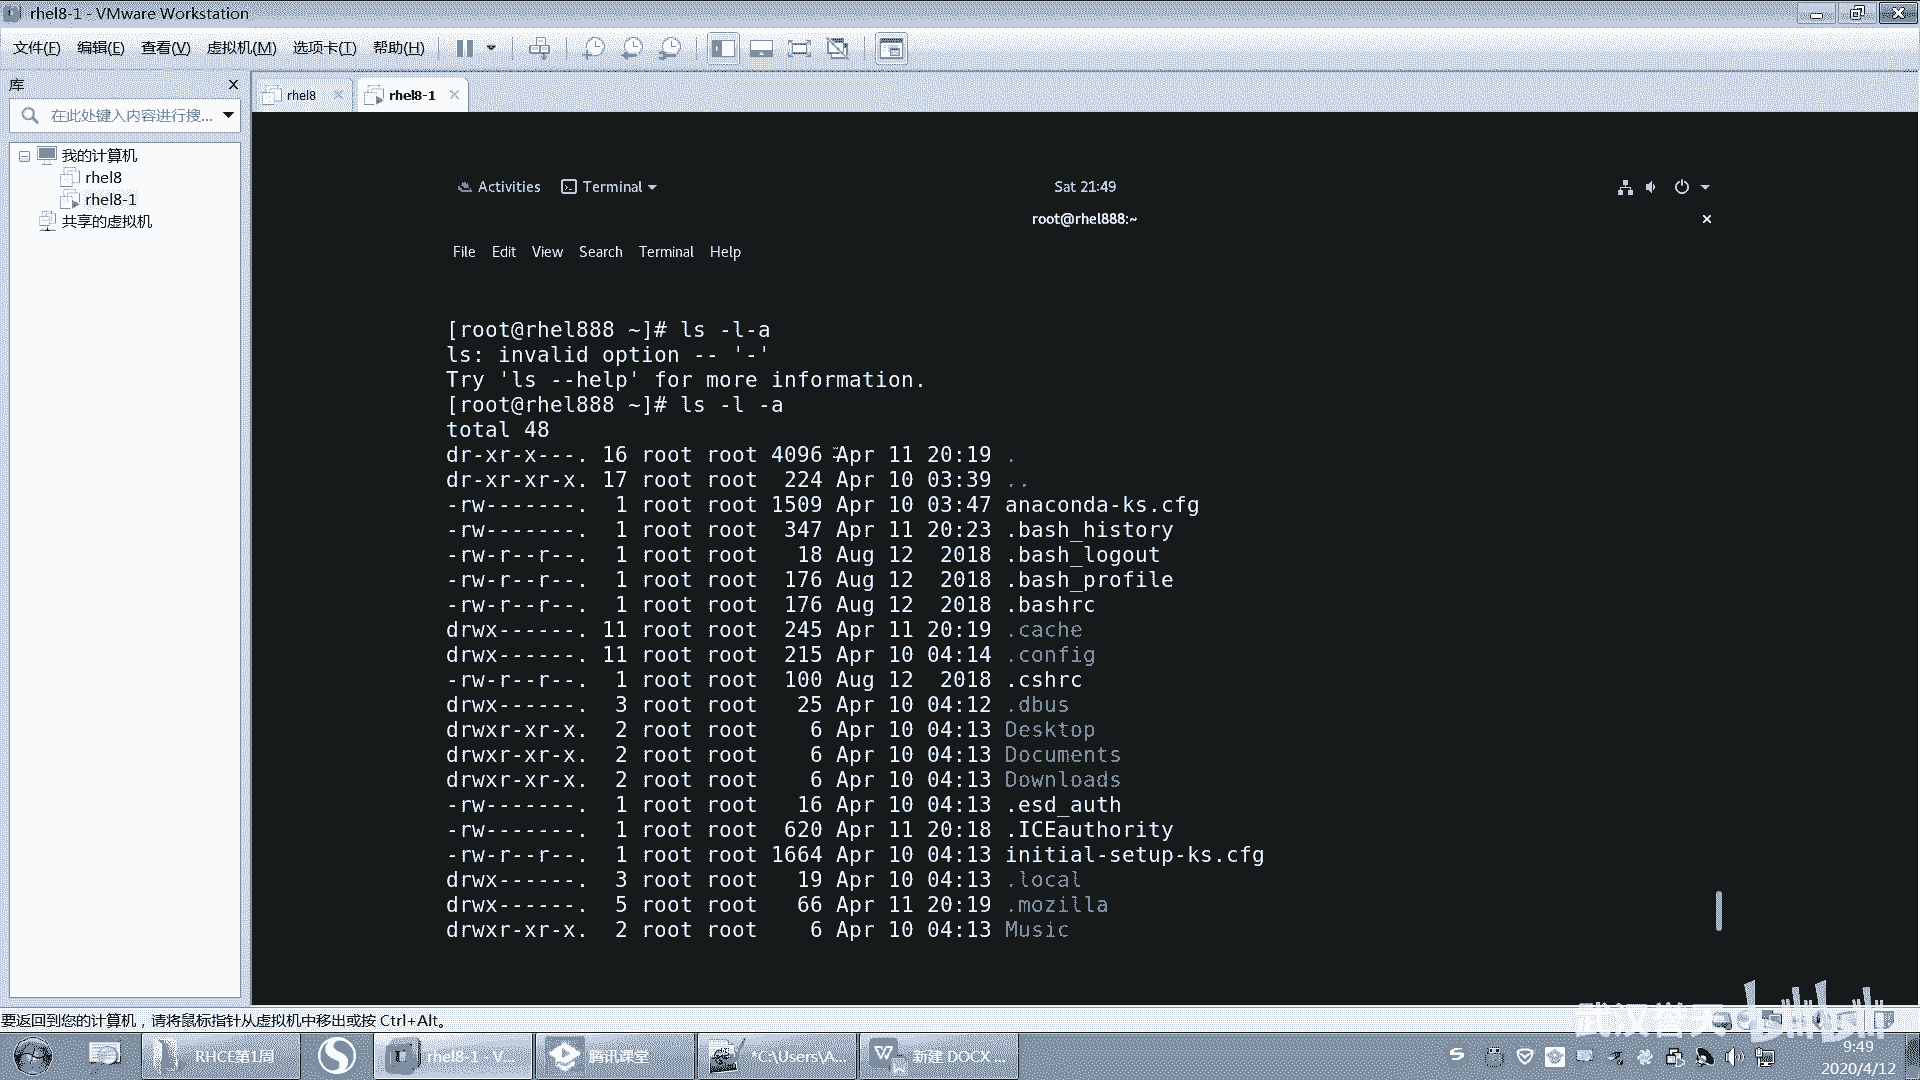 rhel8-1 - VMware Workstation
文件(F) 编辑(E) 查看(V) 虚拟机(M) 选项卡(T) 帮助(H)
库
在此处键入内容进行搜...
我的计算机
rhel8
rhel8-1
共享的虚拟机
rhel8 rhel8-1
Activities Terminal Sat 21:49
root@rhel888:~
File Edit View Search Terminal Help
[root@rhel888 ~]# ls -l-a
ls: invalid option -- '-'
Try 'ls --help' for more information.
[root@rhel888 ~]# ls -l -a
total 48
dr-xr-x---. 16 root root 4096 Apr 11 20:19 .
dr-xr-xr-x. 17 root root 224 Apr 10 03:39 ..
-rw-------. 1 root root 1509 Apr 10 03:47 anaconda-ks.cfg
-rw-------. 1 root root 347 Apr 11 20:23 .bash_history
-rw-r--r--. 1 root root 18 Aug 12 2018 .bash_logout
-rw-r--r--. 1 root root 176 Aug 12 2018 .bash_profile
-rw-r--r--. 1 root root 176 Aug 12 2018 .bashrc
drwx------. 11 root root 245 Apr 11 20:19 .cache
drwx------. 11 root root 215 Apr 10 04:14 .config
-rw-r--r--. 1 root root 100 Aug 12 2018 .cshrc
drwx------. 3 root root 25 Apr 10 04:12 .dbus
drwxr-xr-x. 2 root root 6 Apr 10 04:13 Desktop
drwxr-xr-x. 2 root root 6 Apr 10 04:13 Documents
drwxr-xr-x. 2 root root 6 Apr 10 04:13 Downloads
-rw-------. 1 root root 16 Apr 10 04:13 .esd_auth
-rw-------. 1 root root 620 Apr 11 20:18 .ICEauthority
-rw-r--r--. 1 root root 1664 Apr 10 04:13 initial-setup-ks.cfg
drwx------. 3 root root 19 Apr 10 04:13 .local
drwx------. 5 root root 66 Apr 11 20:19 .mozilla
drwxr-xr-x. 2 root root 6 Apr 10 04:13 Music
要返回到您的计算机，请将鼠标指针从虚拟机中移出或按 Ctrl+Alt。
bilibili
RHCE第1周 rhel8-1 - V... 腾讯课堂 *C:\Users\A... 新建 DOCX ...
9:49
2020/4/12